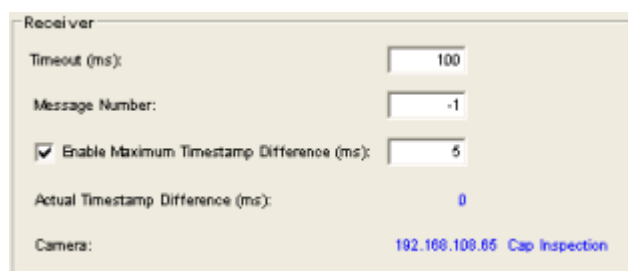 Receiver
Timeout (ms): 100
Message Number: -1
Enable Maximum Timestamp Difference (ms): 5
Actual Timestamp Difference (ms): 0
Camera: 192.168.108.65 Cap Inspection